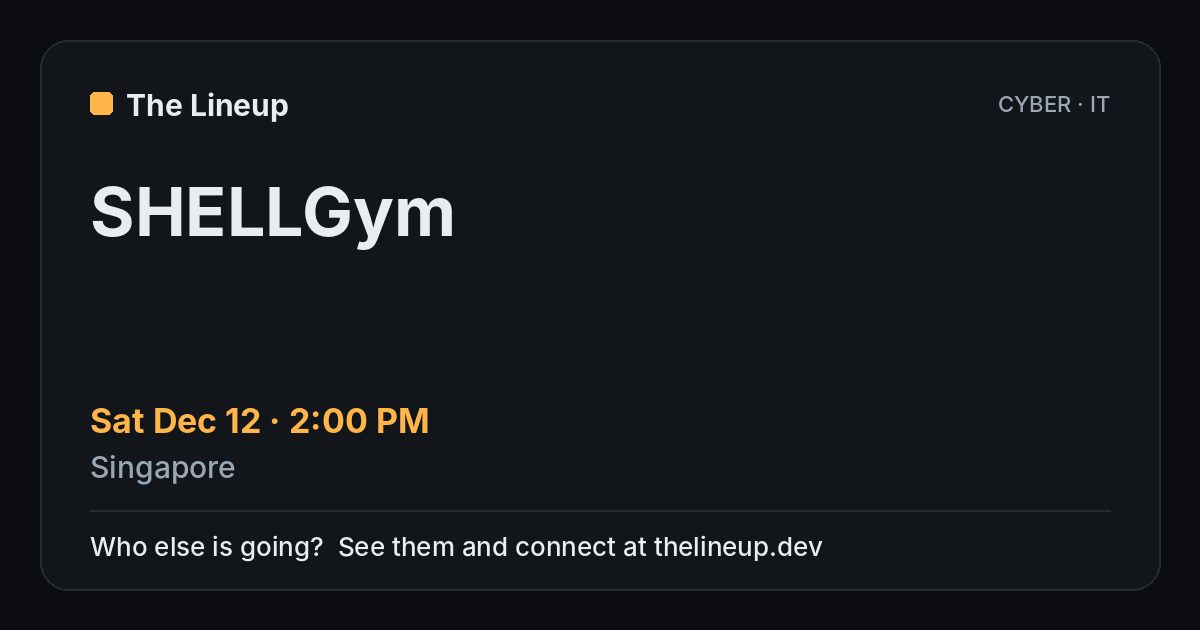 The Lineup
CYBER · IT
SHELLGym
Sat Dec 12 · 2:00 PM
Singapore
Who else is going?  See them and connect at thelineup.dev